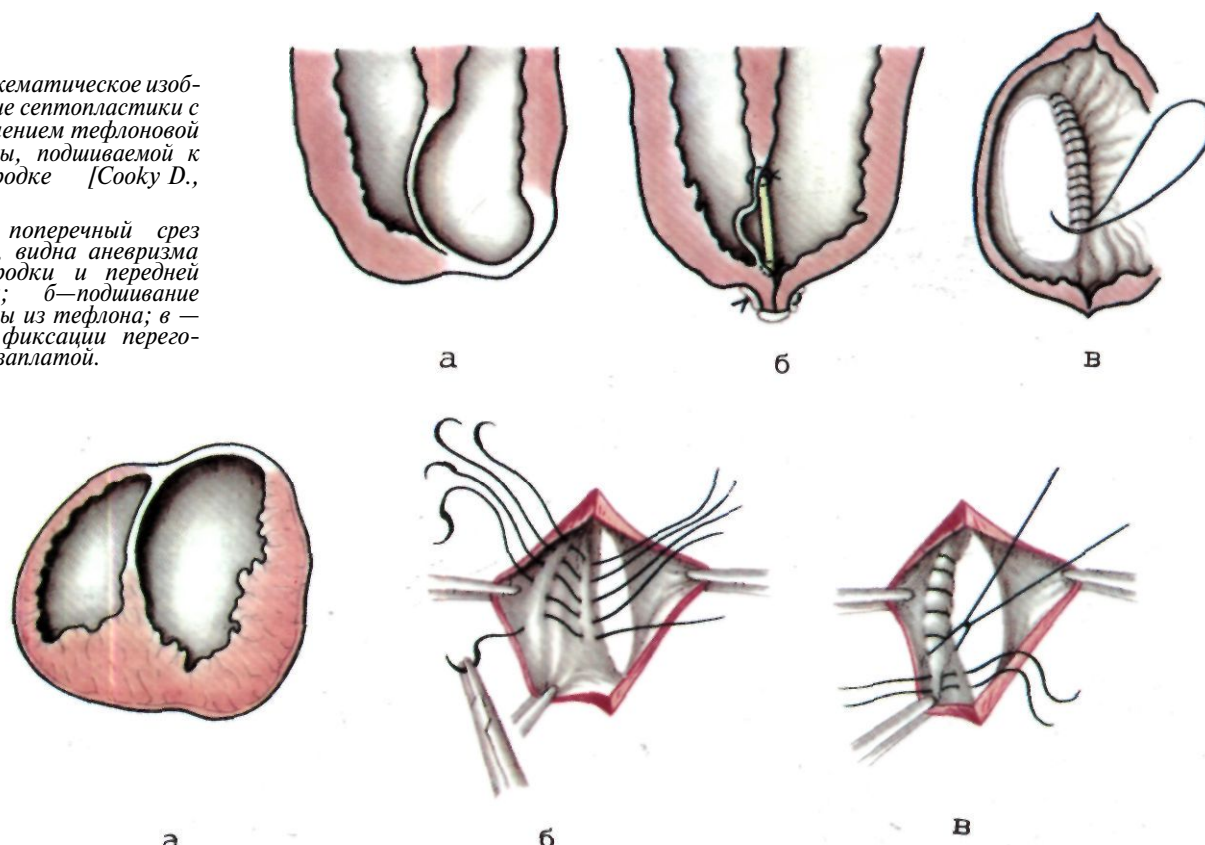 хематическое изоб-
ие септопластики с
нением тефлоновой
ы, подшиваемой к
родке [Cooky D.,
поперечный срез
видна аневризма
родки и передней
; б—подшивание
ы из тефлона; в —
фиксации перего-
заплатой.
а б в
а б в